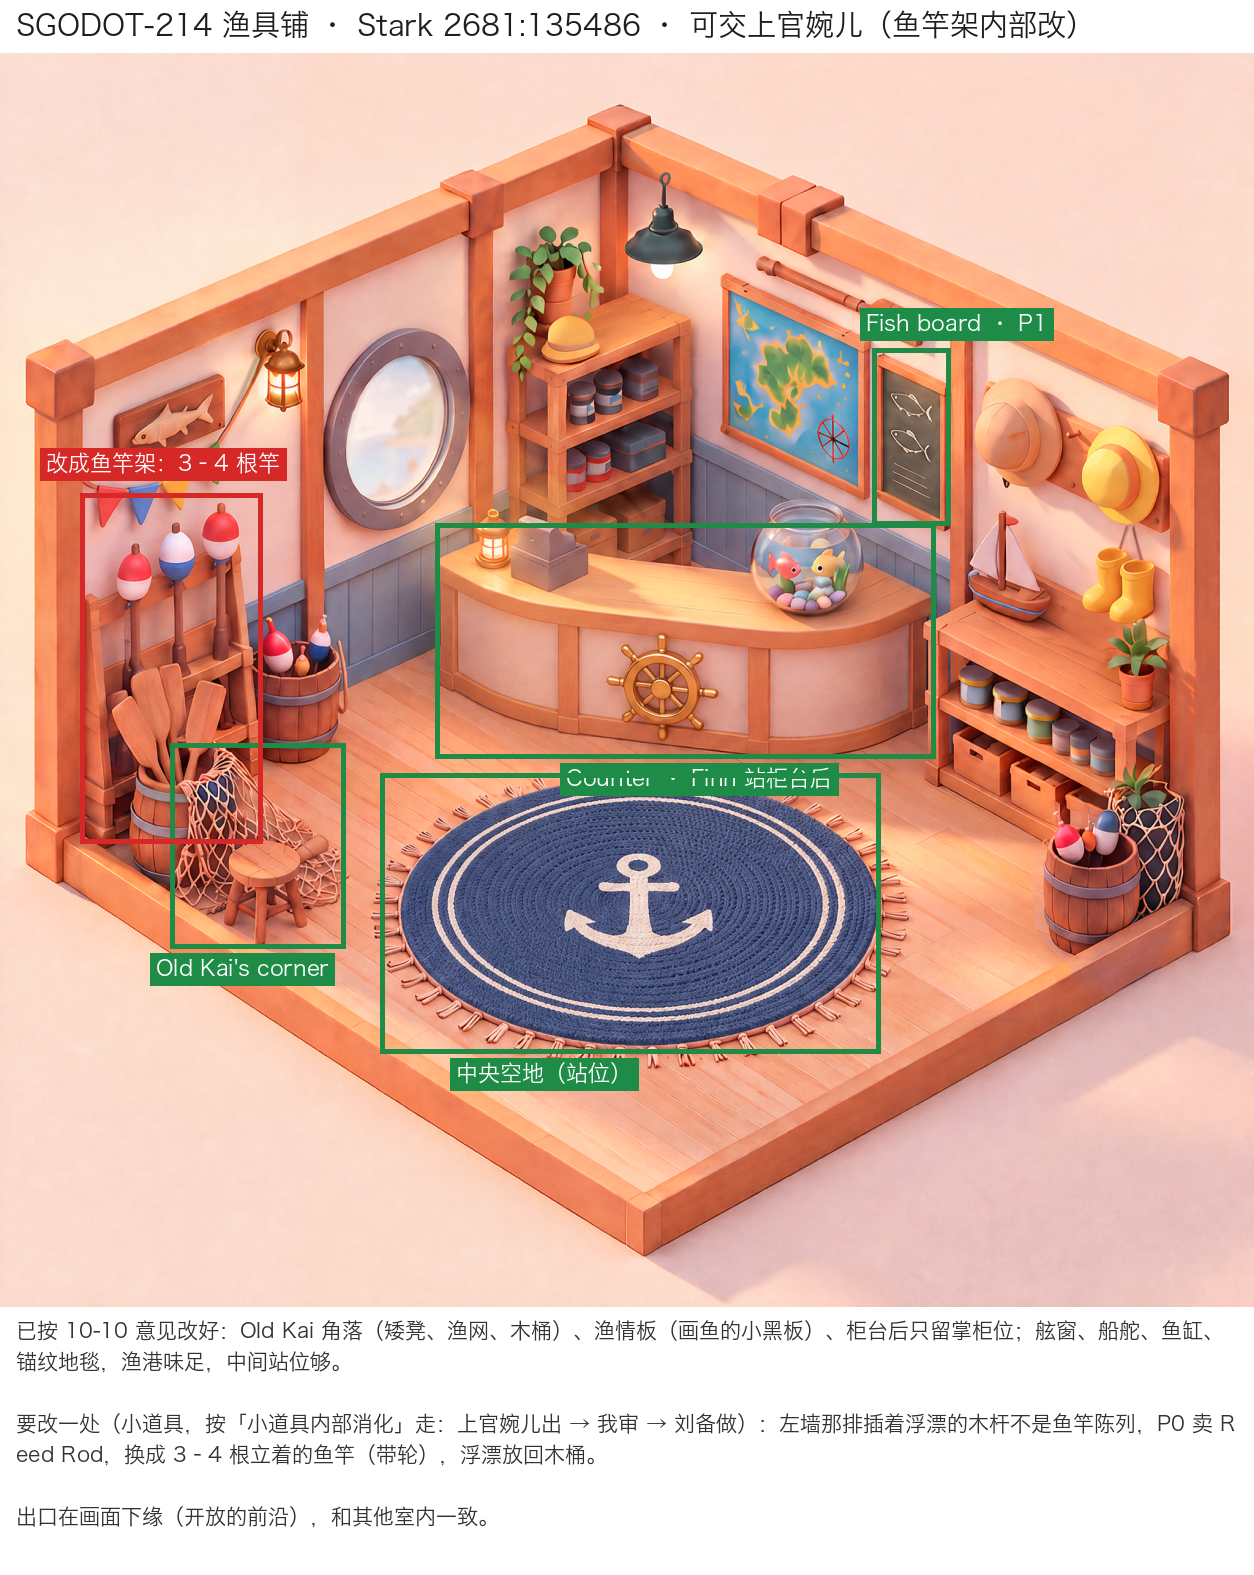 SGODOT-214 渔具铺 · Stark 2681:135486 · 可交上官婉儿（鱼竿架内部改）
Fish board · P1
改成鱼竿架：3 - 4 根竿
Counter · Finn 站柜台后
Old Kai's corner
中央空地（站位）
已按 10-10 意见改好：Old Kai 角落（矮凳、渔网、木桶）、渔情板（画鱼的小黑板）、柜台后只留掌柜位；舷窗、船舵、鱼缸、
锚纹地毯，渔港味足，中间站位够。
要改一处（小道具，按「小道具内部消化」走：上官婉儿出 → 我审 → 刘备做）：左墙那排插着浮漂的木杆不是鱼竿陈列，P0 卖 R
eed Rod，换成 3 - 4 根立着的鱼竿（带轮），浮漂放回木桶。
出口在画面下缘（开放的前沿），和其他室内一致。